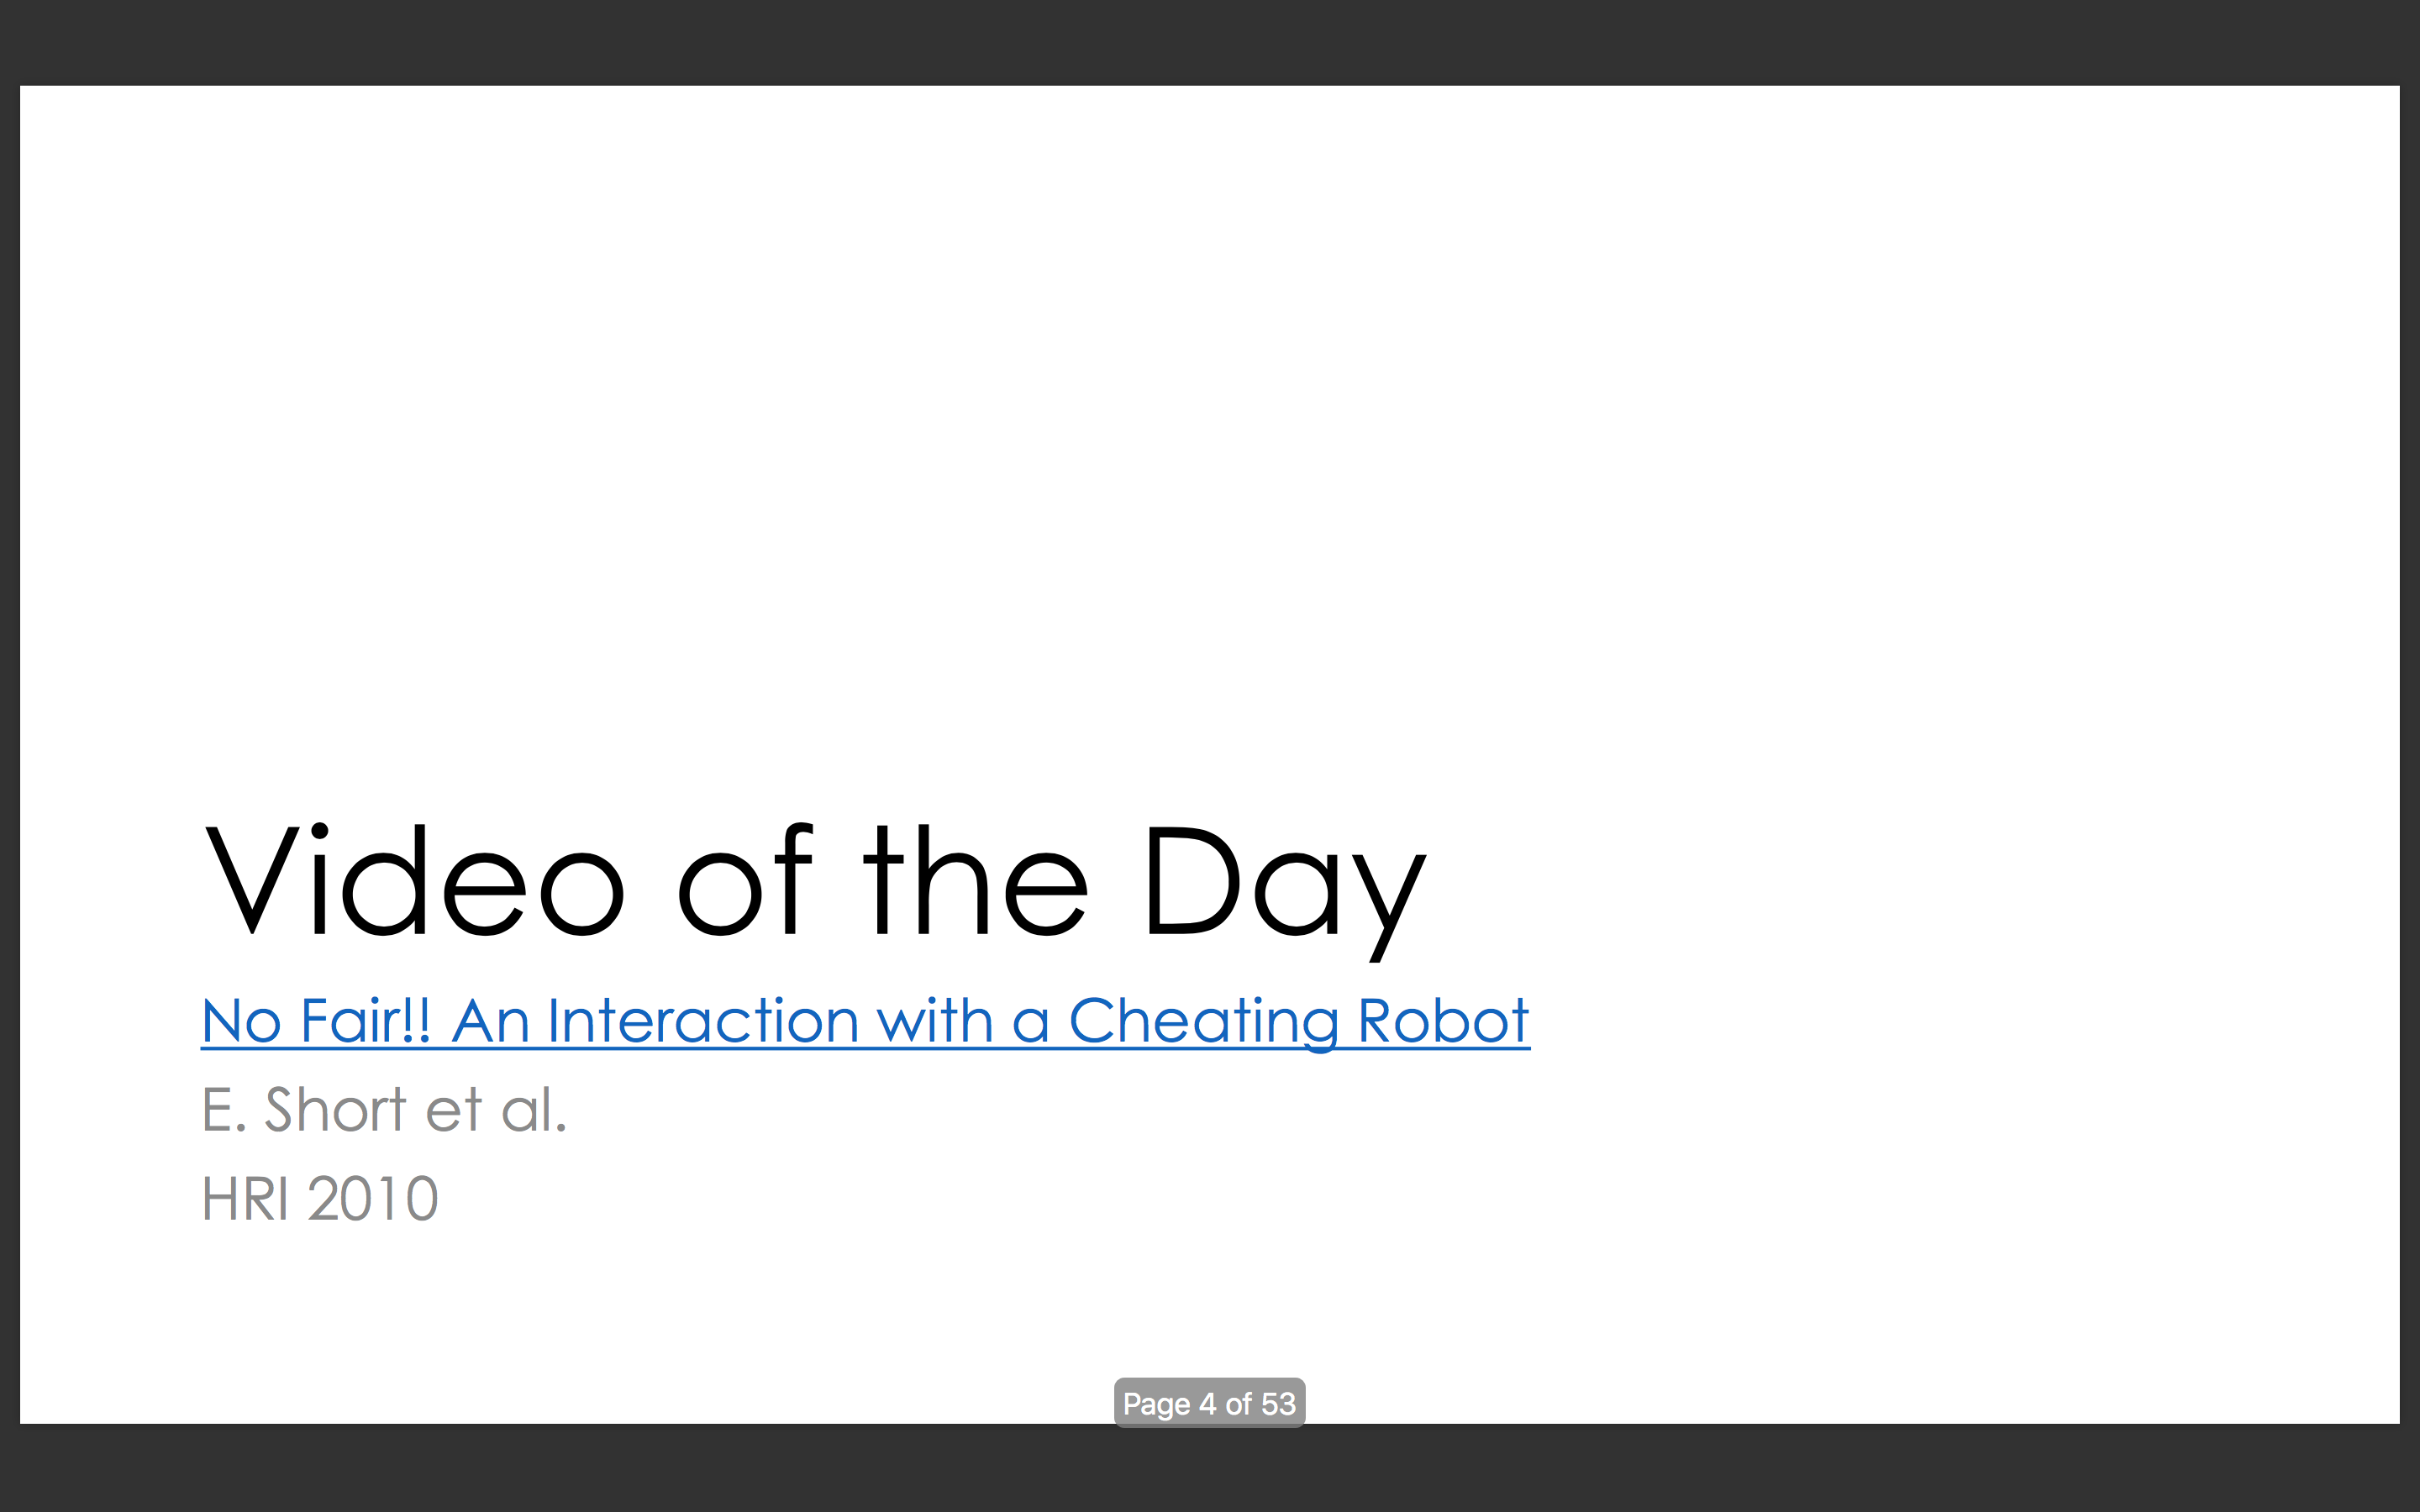 Video of the Day
No Fair!! An Interaction with a Cheating Robot
E. Short et al.
HRI 2010
Page 4 of 53